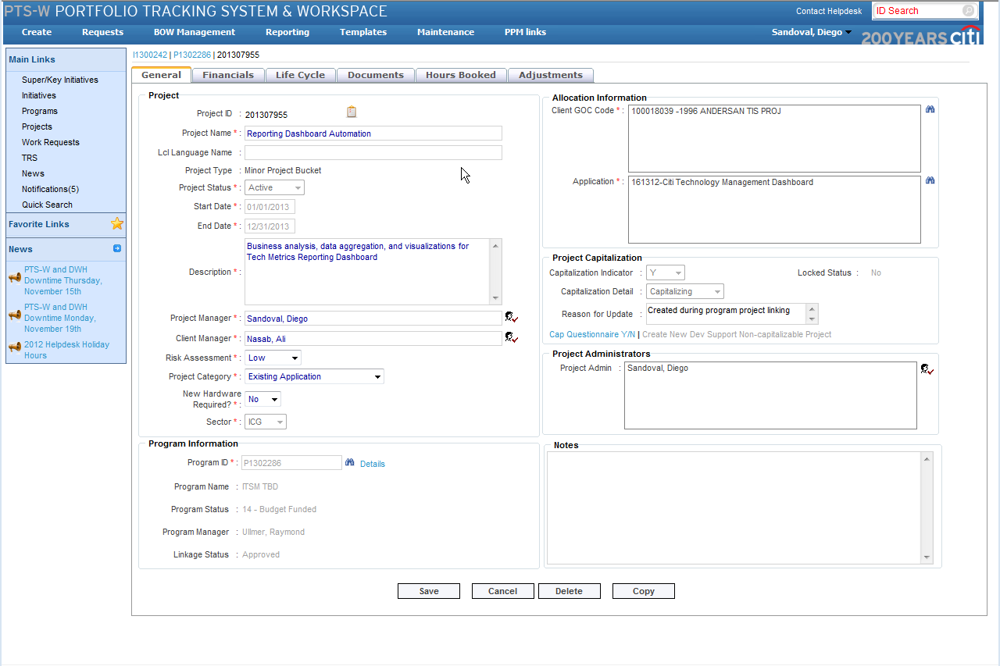 PTS-W PORTFOLIO TRACKING SYSTEM & WORKSPACE
Contact Helpdesk
ID Search
Create Requests BOW Management Reporting Templates Maintenance PPM links
Sandoval, Diego
200 YEARS citi
Main Links
Super/Key Initiatives
Initiatives
Programs
Projects
Work Requests
TRS
News
Notifications(5)
Quick Search
Favorite Links
News
PTS-W and DWH
Downtime Thursday,
November 15th
PTS-W and DWH
Downtime Monday,
November 19th
2012 Helpdesk Holiday
Hours
I1300242 | P1302286 | 201307955
General Financials Life Cycle Documents Hours Booked Adjustments
Project
Project ID : 201307955
Project Name * : Reporting Dashboard Automation
Lcl Language Name :
Project Type : Minor Project Bucket
Project Status * : Active
Start Date * : 01/01/2013
End Date * : 12/31/2013
Description * :
Business analysis, data aggregation, and visualizations for
Tech Metrics Reporting Dashboard
Project Manager * : Sandoval, Diego
Client Manager * : Nasab, Ali
Risk Assessment * : Low
Project Category * : Existing Application
New Hardware
Required? * : No
Sector * : ICG
Program Information
Program ID * : P1302286 Details
Program Name : ITSM TBD
Program Status : 14 - Budget Funded
Program Manager : Ullmer, Raymond
Linkage Status : Approved
Allocation Information
Client GOC Code * : 100018039 -1996 ANDERSAN TIS PROJ
Application * : 161312-Citi Technology Management Dashboard
Project Capitalization
Capitalization Indicator : Y Locked Status : No
Capitalization Detail : Capitalizing
Reason for Update : Created during program project linking
Cap Questionnaire Y/N | Create New Dev Support Non-capitalizable Project
Project Administrators
Project Admin : Sandoval, Diego
Notes
Save Cancel Delete Copy